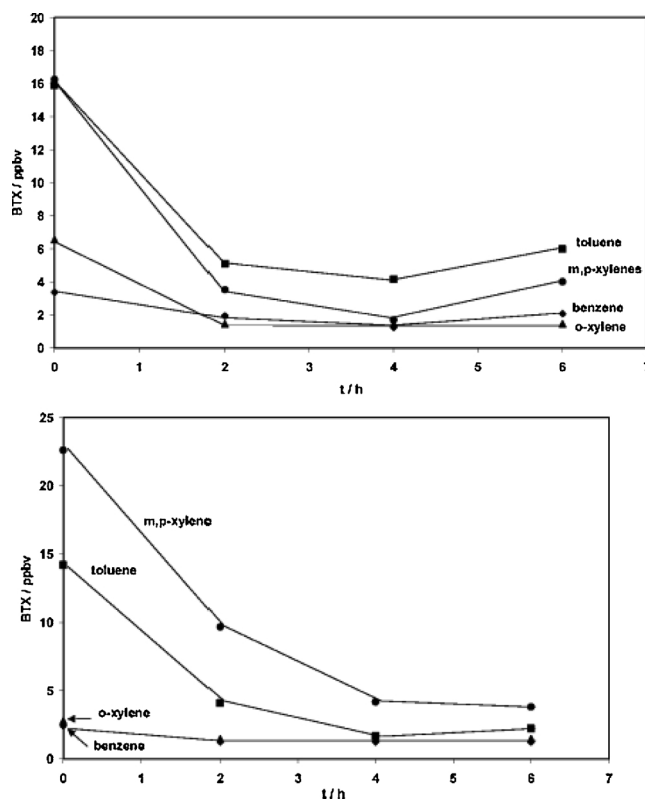 20
18
16
14
12
10
8
6
4
2
0
BTX / ppbv
toluene
m,p-xylenes
benzene
o-xylene
0 1 2 3 4 5 6 7
t / h
25
20
15
10
5
0
BTX / ppbv
m,p-xylene
toluene
o-xylene
benzene
0 1 2 3 4 5 6 7
t / h